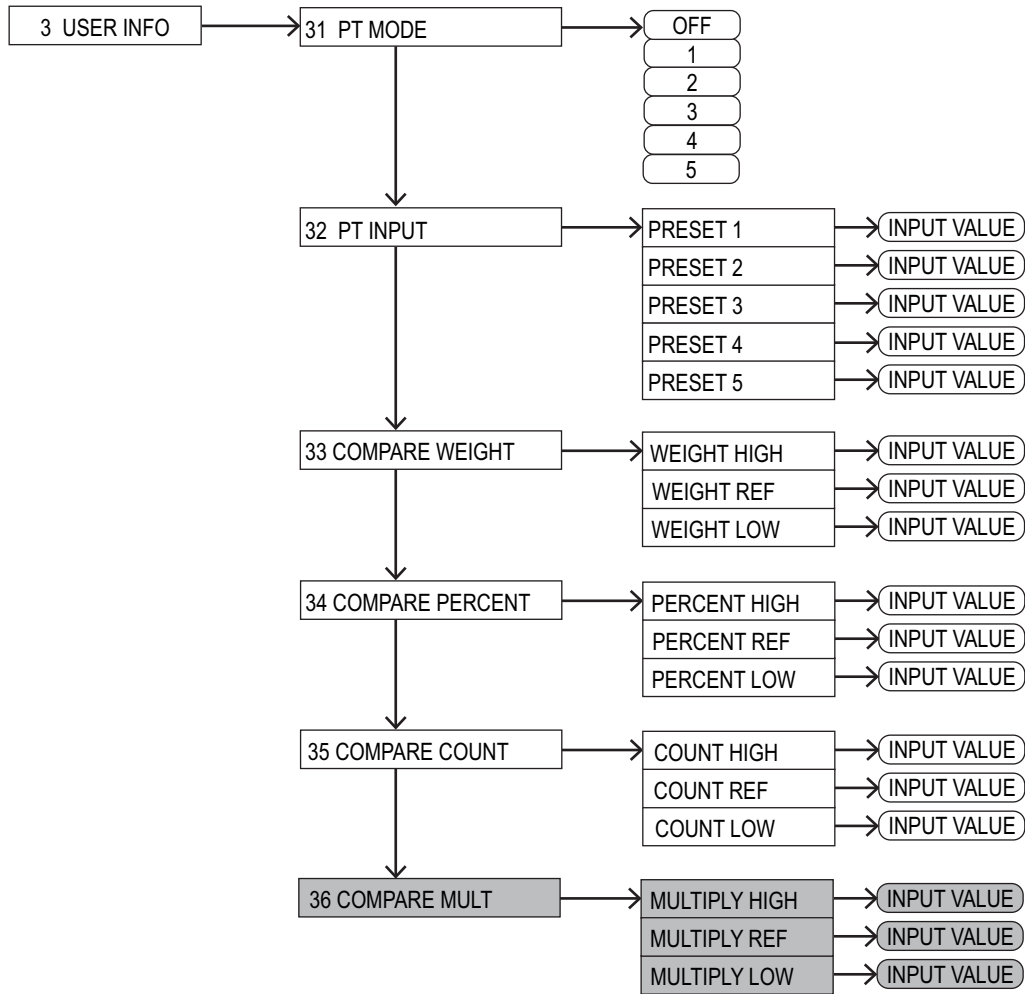 3 USER INFO
31 PT MODE
OFF
1
2
3
4
5
32 PT INPUT
PRESET 1
INPUT VALUE
PRESET 2
INPUT VALUE
PRESET 3
INPUT VALUE
PRESET 4
INPUT VALUE
PRESET 5
INPUT VALUE
33 COMPARE WEIGHT
WEIGHT HIGH
INPUT VALUE
WEIGHT REF
INPUT VALUE
WEIGHT LOW
INPUT VALUE
34 COMPARE PERCENT
PERCENT HIGH
INPUT VALUE
PERCENT REF
INPUT VALUE
PERCENT LOW
INPUT VALUE
35 COMPARE COUNT
COUNT HIGH
INPUT VALUE
COUNT REF
INPUT VALUE
COUNT LOW
INPUT VALUE
36 COMPARE MULT
MULTIPLY HIGH
INPUT VALUE
MULTIPLY REF
INPUT VALUE
MULTIPLY LOW
INPUT VALUE